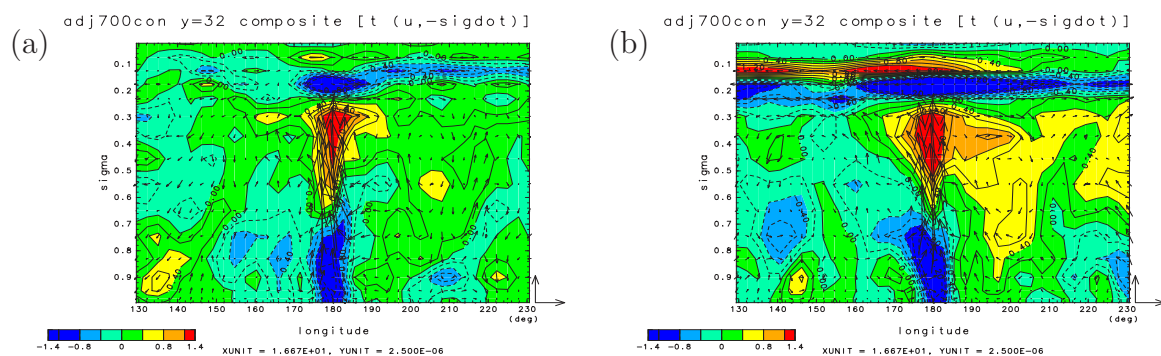 (a)
adj700con y=32 composite [t (u,-sigdot)]
0.1
0.2
0.3
0.4
0.5
0.6
0.7
0.8
0.9
sigma
130 140 150 160 170 180 190 200 210 220 230
(deg)
longitude
-1.4 -0.8 0 0.8 1.4
XUNIT = 1.667E+01, YUNIT = 2.500E-06
(b)
adj700con y=32 composite [t (u,-sigdot)]
0.1
0.2
0.3
0.4
0.5
0.6
0.7
0.8
0.9
sigma
130 140 150 160 170 180 190 200 210 220 230
(deg)
longitude
-1.4 -0.8 0 0.8 1.4
XUNIT = 1.667E+01, YUNIT = 2.500E-06